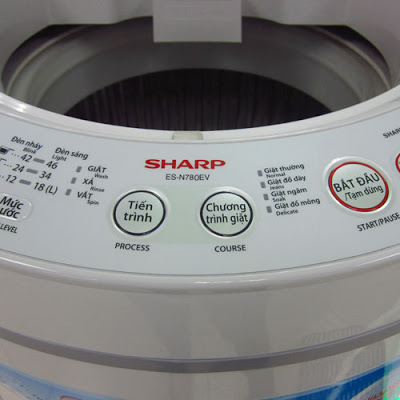 Đèn nháy
Blink
Đèn sáng
Light
42 • 46
24 • 34
12 • 18 (L)
GIẶT
Wash
XẢ
Rinse
VẮT
Spin
Mức
nước
LEVEL
SHARP
ES-N780EV
Tiến
trình
PROCESS
Chương
trình giặt
COURSE
Giặt thường
Normal
Giặt đồ dày
Jeans
Giặt ngâm
Soak
Giặt đồ mỏng
Delicate
BẮT ĐẦU
/Tạm dừng
START/PAUSE